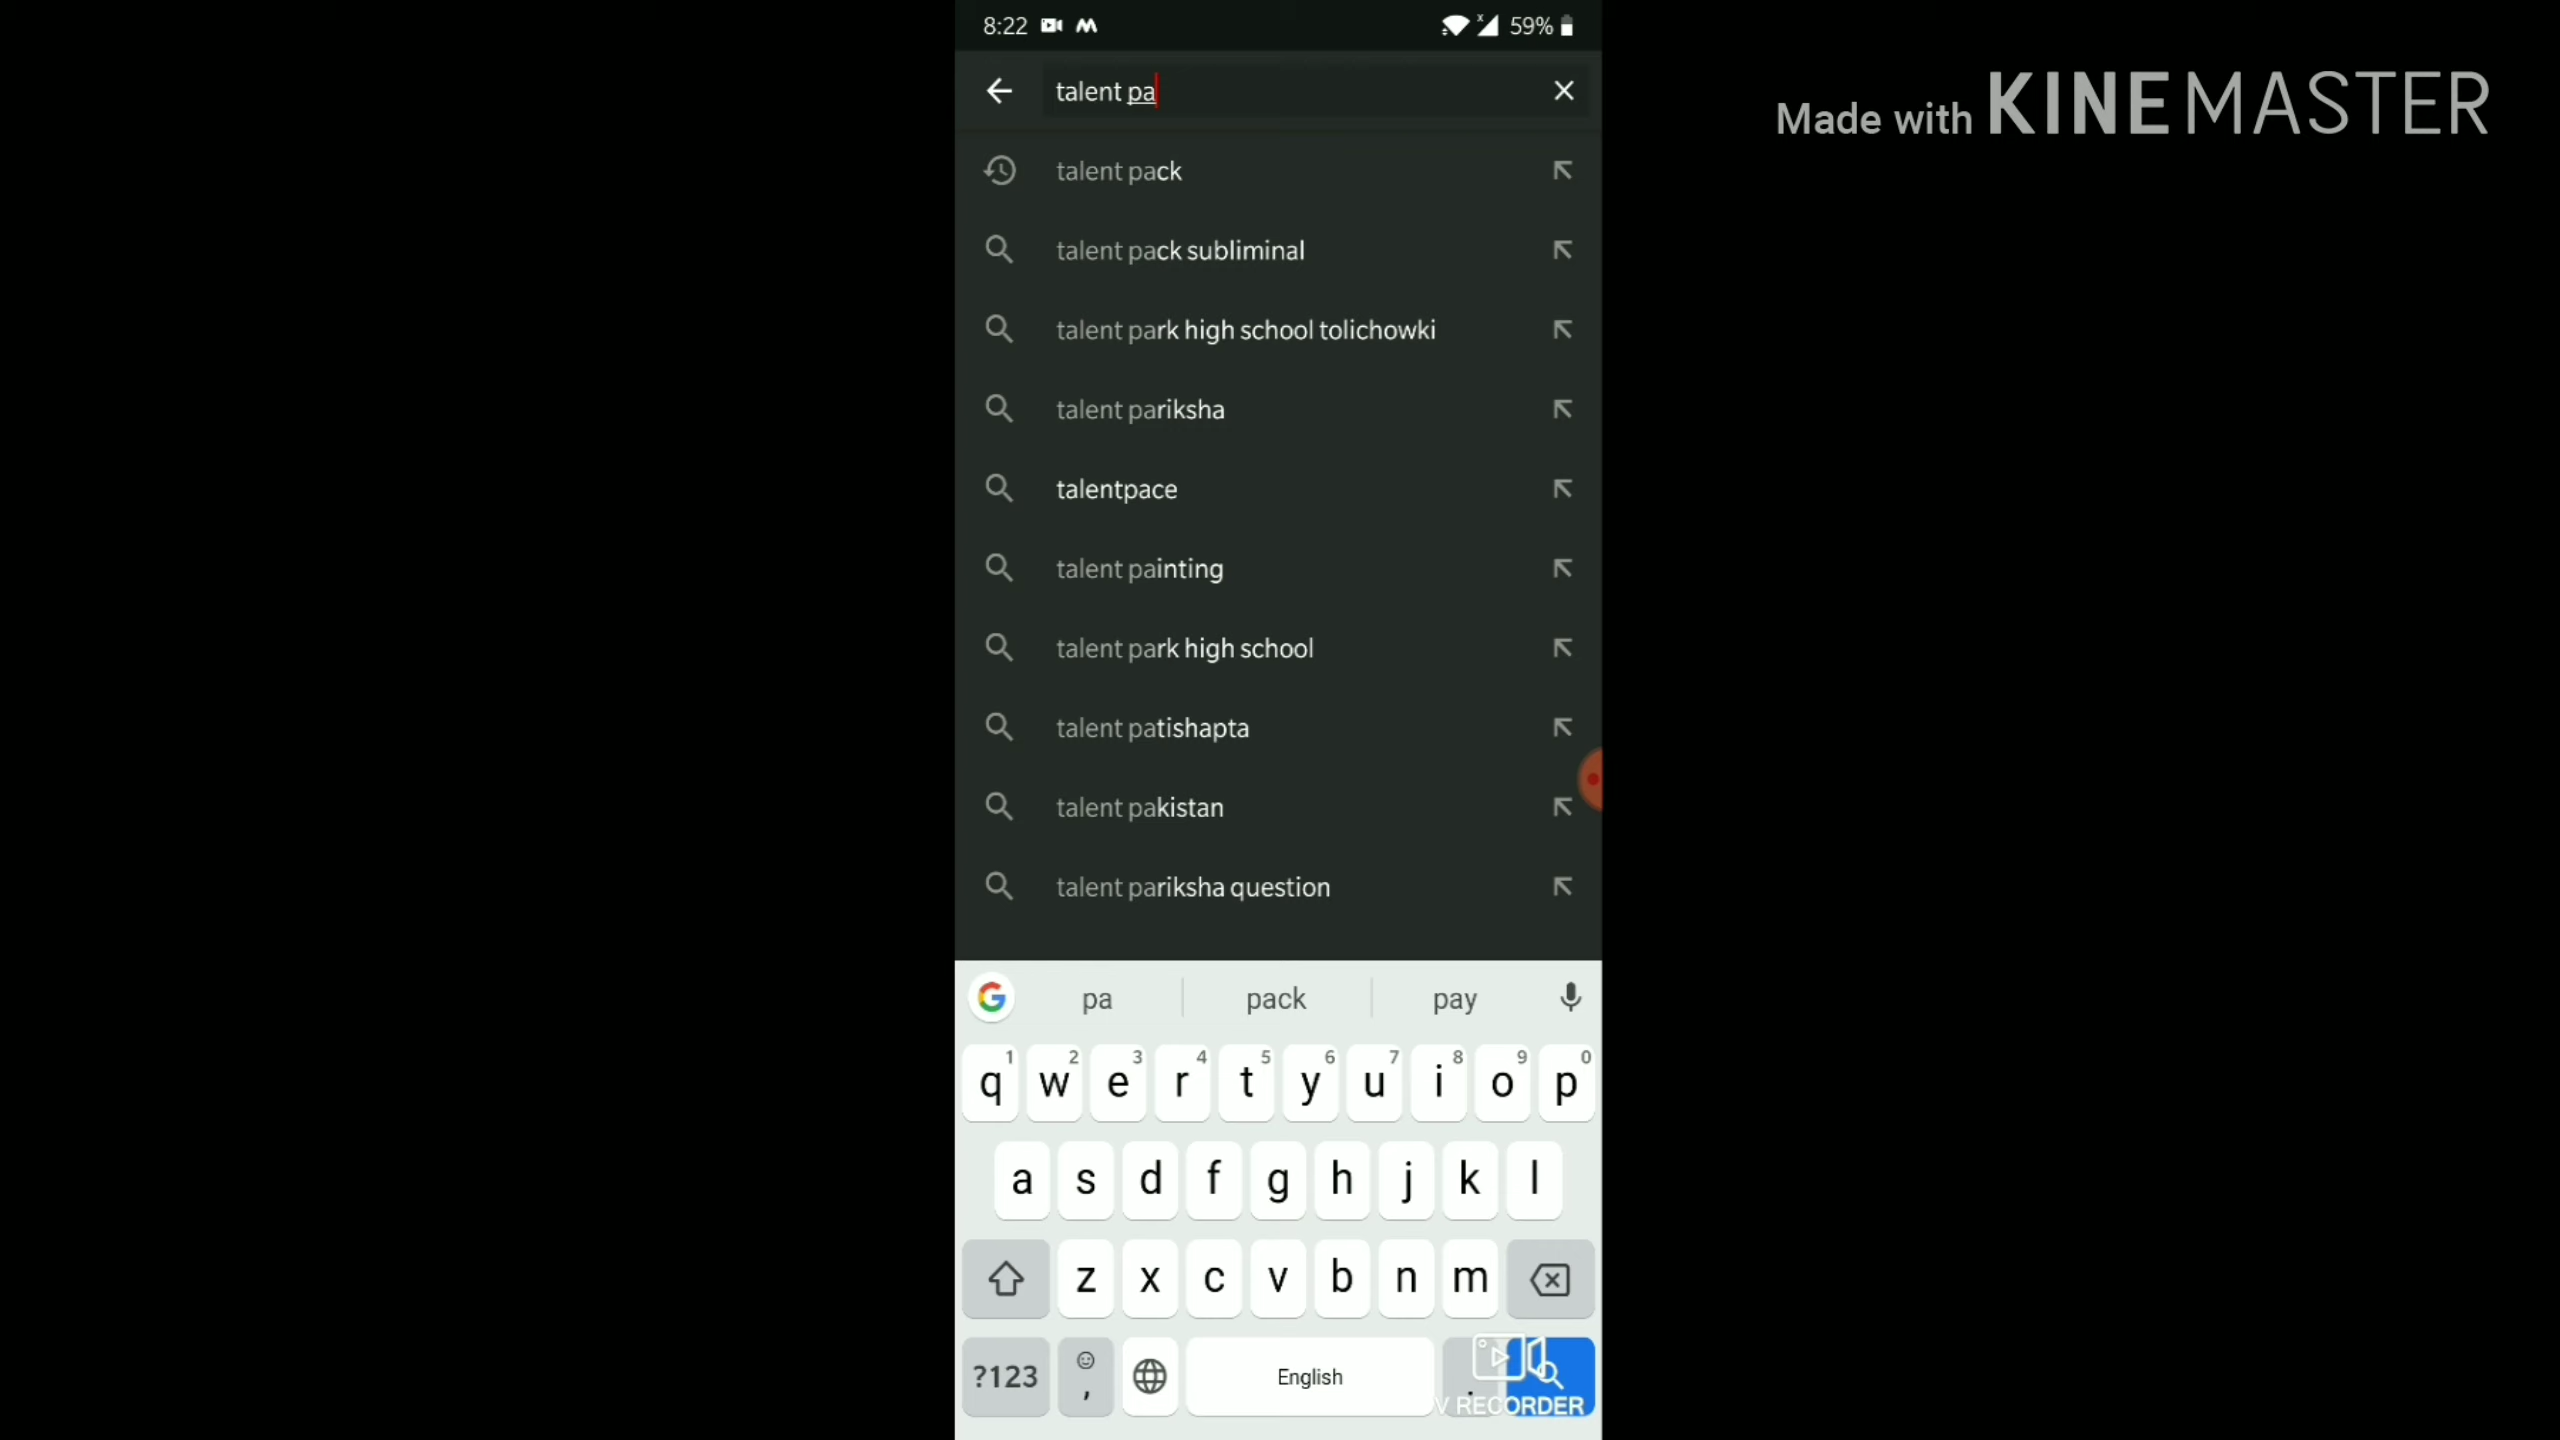 8:22 59%
Made with KINEMASTER
talent pa
talent pack
talent pack subliminal
talent park high school tolichowki
talent pariksha
talentpace
talent painting
talent park high school
talent patishapta
talent pakistan
talent pariksha question
pa pack pay
1 2 3 4 5 6 7 8 9 0
q w e r t y u i o p
a s d f g h j k l
z x c v b n m
?123 , English .
V RECORDER